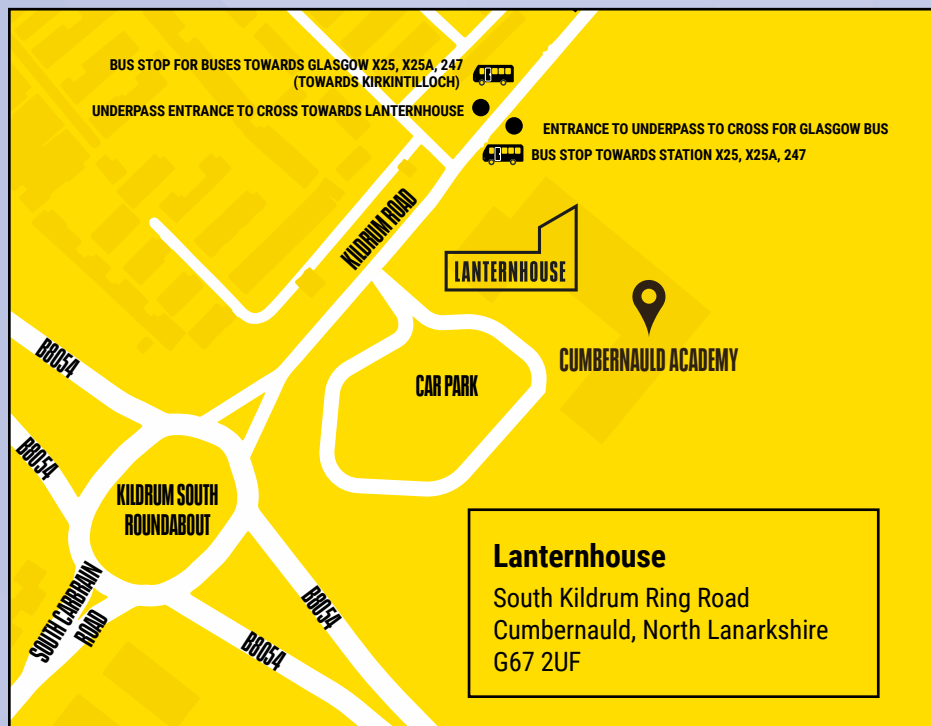 BUS STOP FOR BUSES TOWARDS GLASGOW X25, X25A, 247
(TOWARDS KIRKINTILLOCH)
UNDERPASS ENTRANCE TO CROSS TOWARDS LANTERNHOUSE
ENTRANCE TO UNDERPASS TO CROSS FOR GLASGOW BUS
BUS STOP TOWARDS STATION X25, X25A, 247
KILDRUM ROAD
LANTERNHOUSE
CUMBERNAULD ACADEMY
CAR PARK
B8054
B8054
KILDRUM SOUTH
ROUNDABOUT
SOUTH CARBRAIN
ROAD
B8054
B8054
Lanternhouse
South Kildrum Ring Road
Cumbernauld, North Lanarkshire
G67 2UF